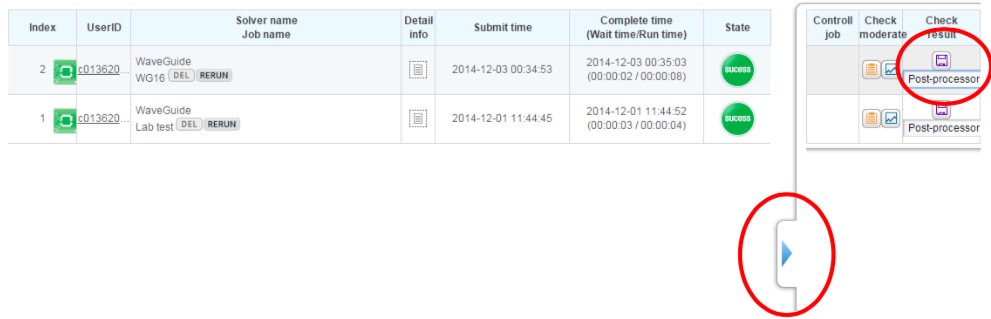 Index UserID Solver name Detail Submit time Complete time State Controll Check Check
Job name info (Wait time/Run time) job moderate result
2 c013620... WaveGuide 2014-12-03 00:34:53 2014-12-03 00:35:03 sucess
WG16 DEL RERUN (00:00:02 / 00:00:08) Post-processor
1 c013620... WaveGuide 2014-12-01 11:44:45 2014-12-01 11:44:52 sucess
Lab test DEL RERUN (00:00:03 / 00:00:04) Post-processor